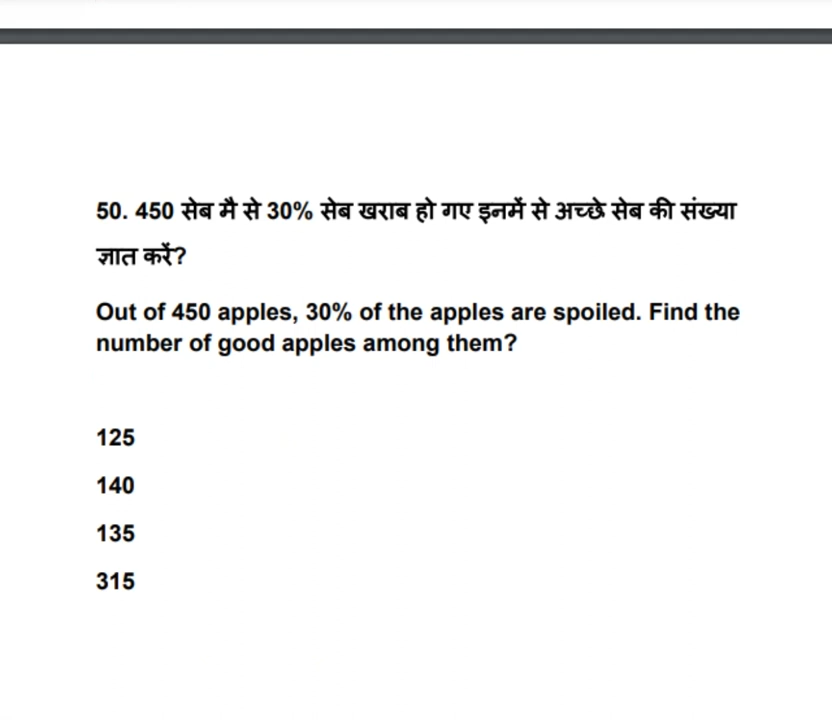 50. 450 सेब मै से 30% सेब खराब हो गए इनमें से अच्छे सेब की संख्या
ज्ञात करें?
Out of 450 apples, 30% of the apples are spoiled. Find the
number of good apples among them?
125
140
135
315